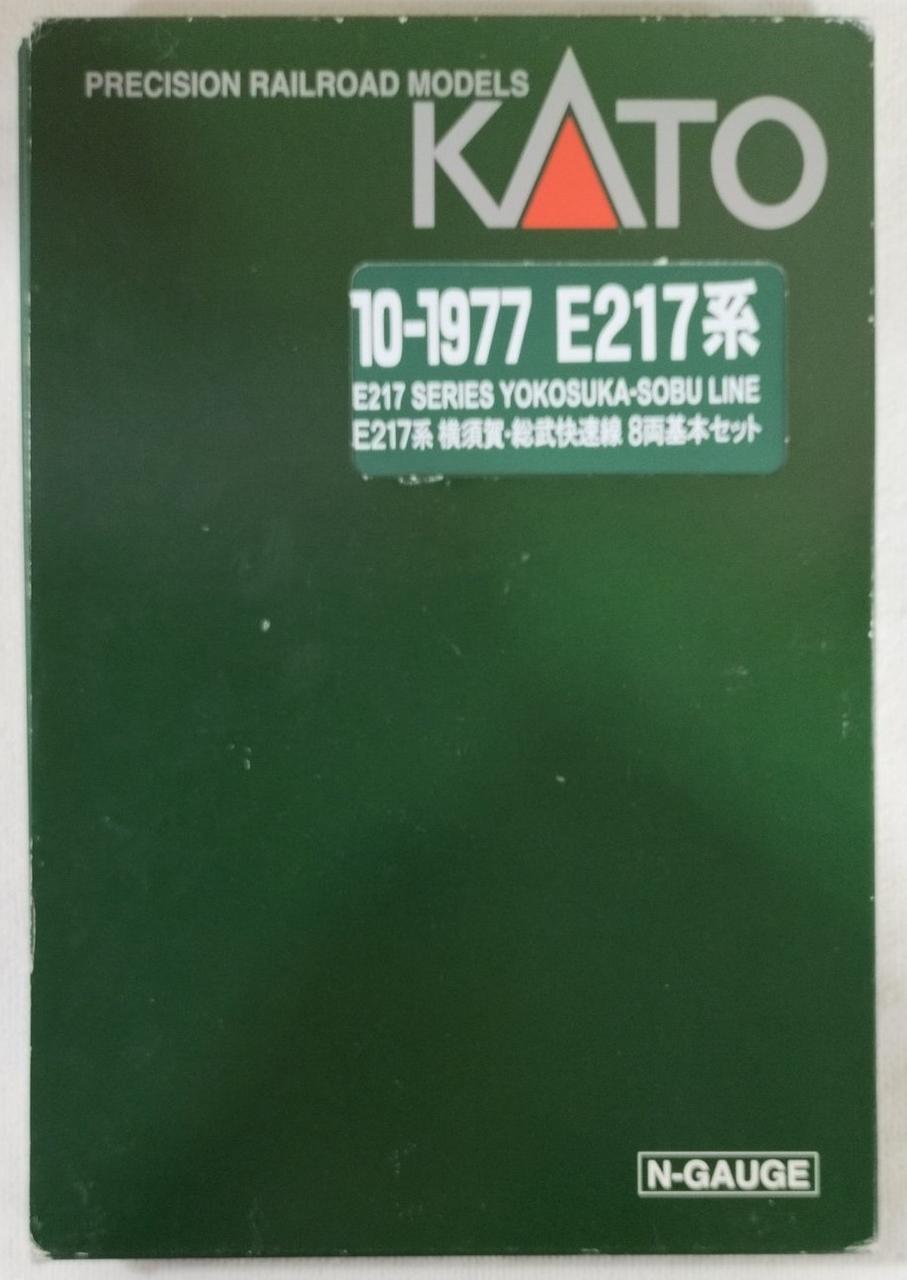 PRECISION RAILROAD MODELS
KATO
10-1977 E217系
E217 SERIES YOKOSUKA•SOBU LINE
E217系 横須賀・総武快速線 8両基本セット
N-GAUGE